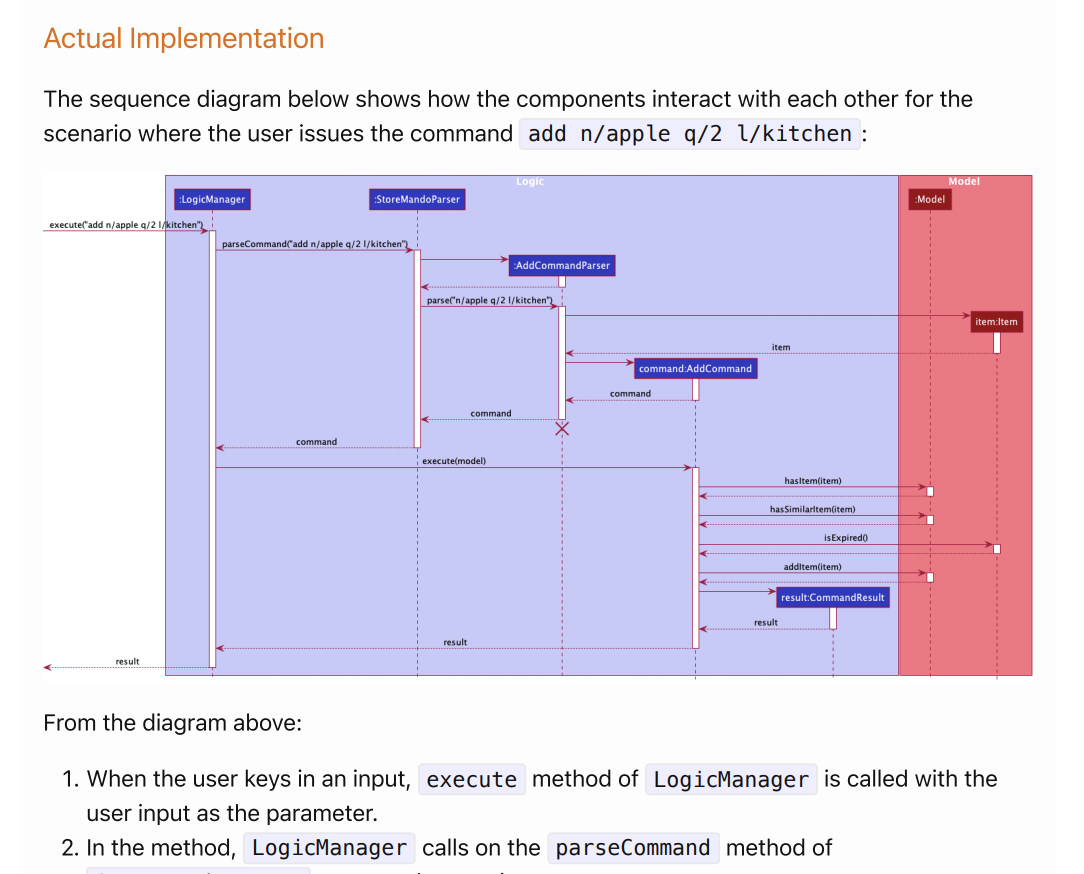 Actual Implementation
The sequence diagram below shows how the components interact with each other for the
scenario where the user issues the command add n/apple q/2 l/kitchen :
Logic
Model
:LogicManager
:StoreMandoParser
:Model
execute("add n/apple q/2 l/kitchen")
parseCommand("add n/apple q/2 l/kitchen")
:AddCommandParser
parse("n/apple q/2 l/kitchen")
item:Item
item
command:AddCommand
command
command
command
execute(model)
hasItem(item)
hasSimilarItem(item)
isExpired()
addItem(item)
result:CommandResult
result
result
result
From the diagram above:
1. When the user keys in an input, execute method of LogicManager is called with the
user input as the parameter.
2. In the method, LogicManager calls on the parseCommand method of